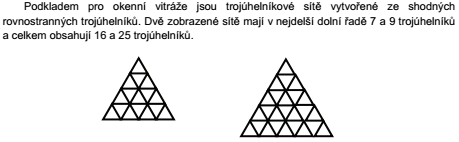 Podkladem pro okenní vitráže jsou trojúhelníkové sítě vytvořené ze shodných
rovnostranných trojúhelníků. Dvě zobrazené sítě mají v nejdelší dolní řadě 7 a 9 trojúhelníků
a celkem obsahují 16 a 25 trojúhelníků.